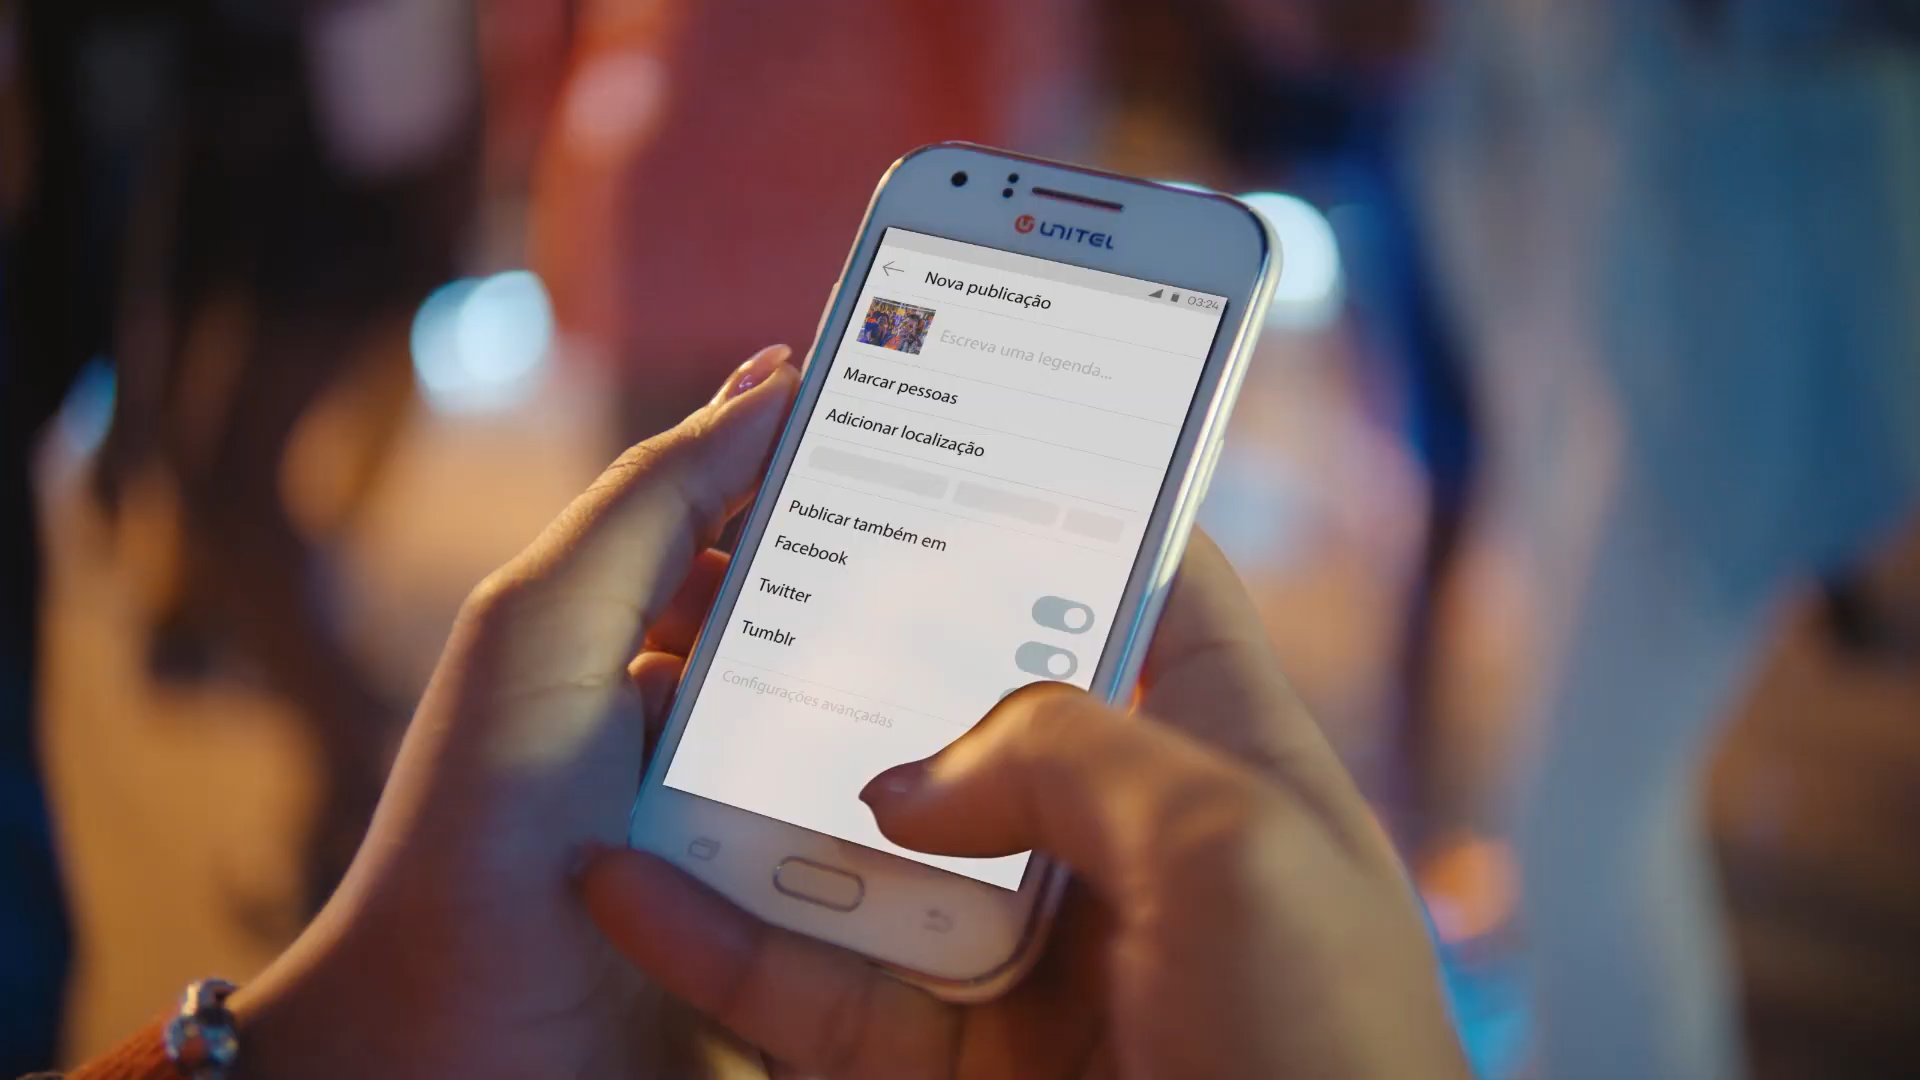 UNITEL
03:24
Nova publicação
Escreva uma legenda...
Marcar pessoas
Adicionar localização
Publicar também em
Facebook
Twitter
Tumblr
Configurações avançadas